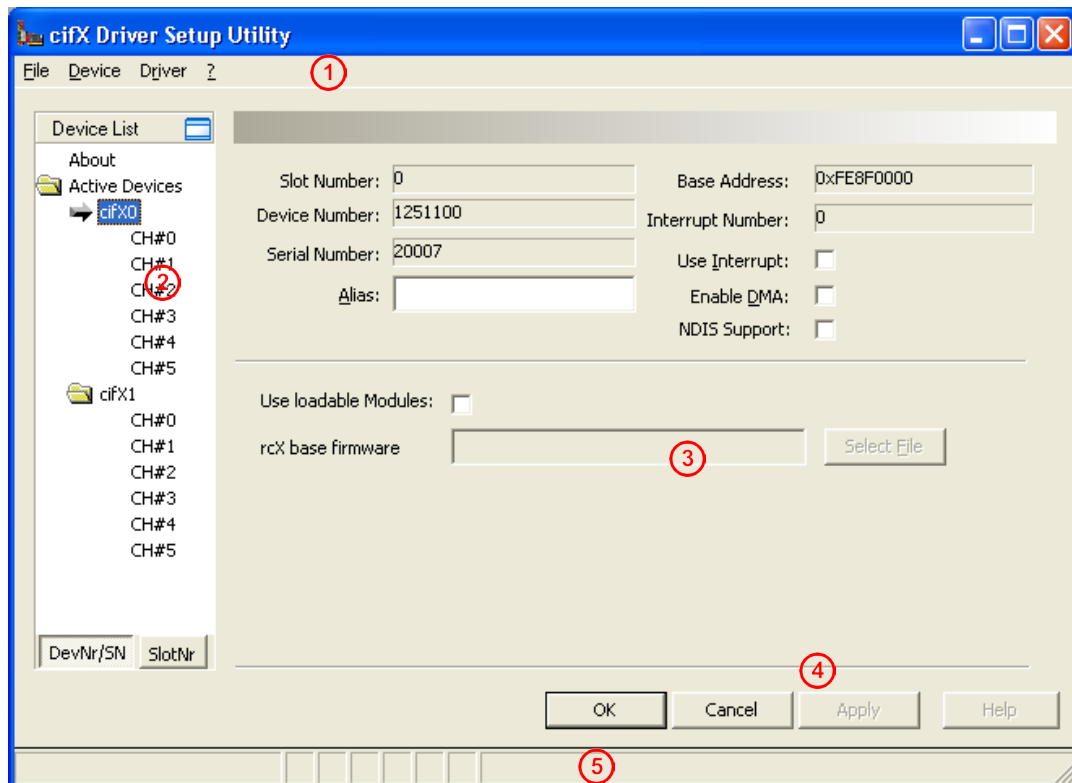 cifX Driver Setup Utility
File Device Driver ? 1
Device List
About
Active Devices
cifX0
CH#0
CH#1
2
CH#2
CH#3
CH#4
CH#5
cifX1
CH#0
CH#1
CH#2
CH#3
CH#4
CH#5
DevNr/SN SlotNr
Slot Number: 0
Device Number: 1251100
Serial Number: 20007
Alias:
Base Address: 0xFE8F0000
Interrupt Number: 0
Use Interrupt:
Enable DMA:
NDIS Support:
Use loadable Modules:
rcX base firmware 3 Select File
4
OK Cancel Apply Help
5